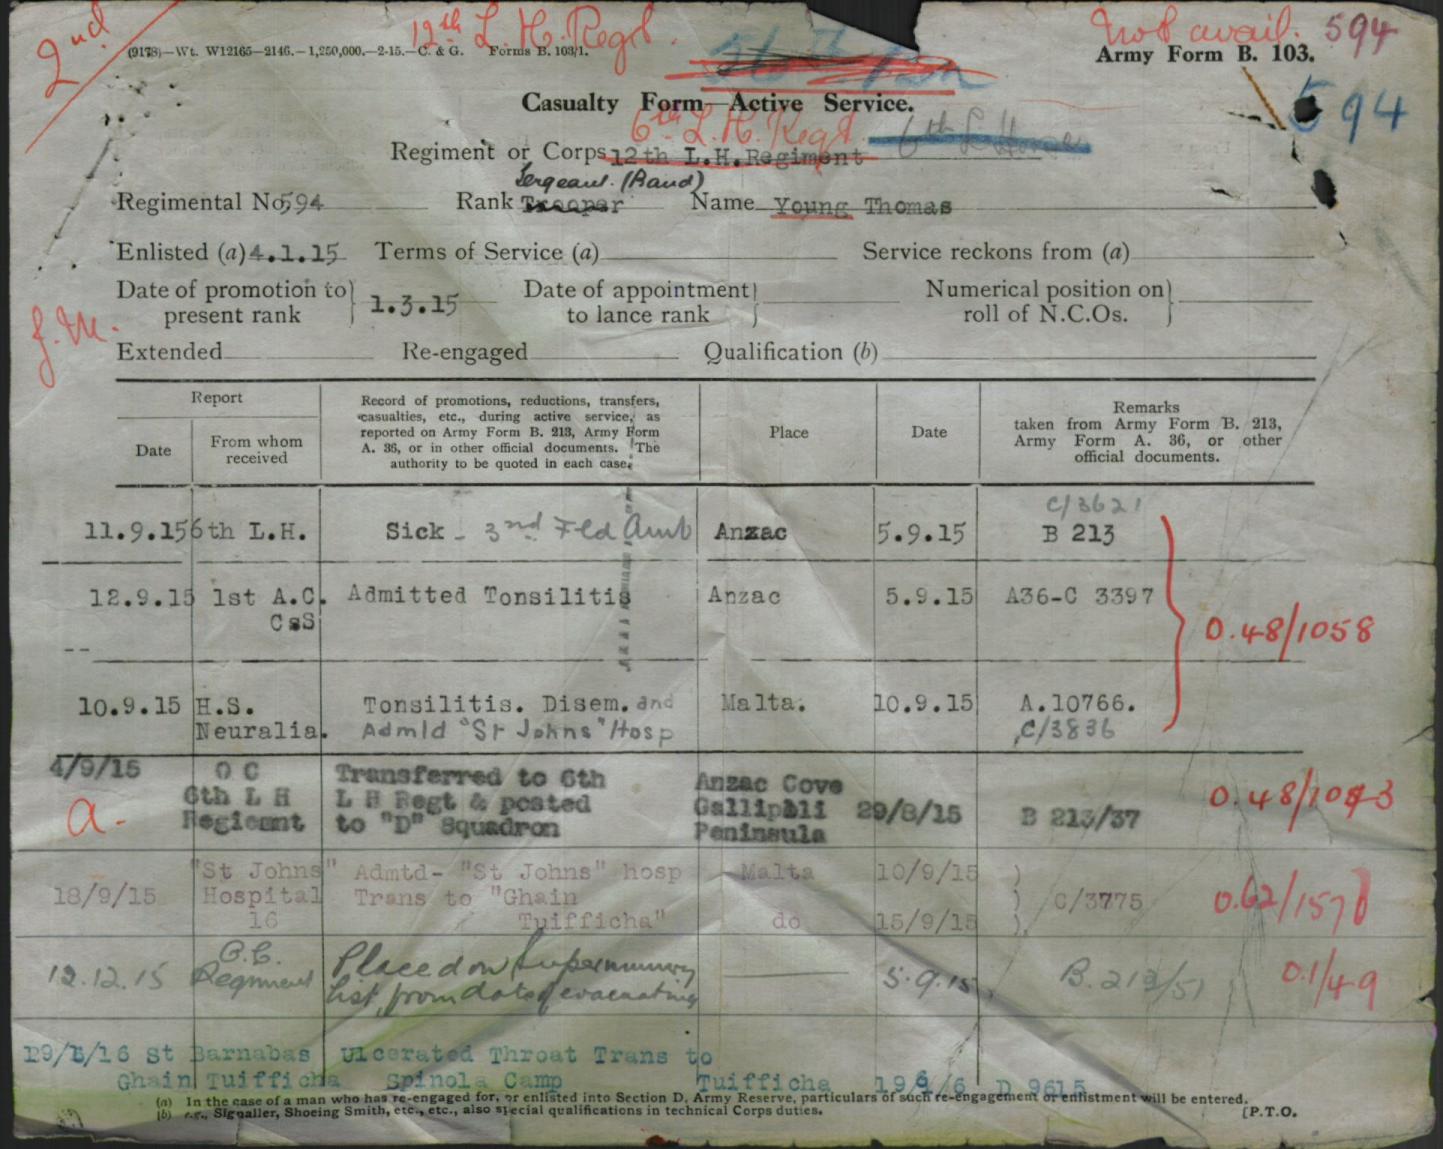 2nd
(9178)—Wt. W12165—2146.—1,250,000.—2-15.—C. & G. Forms B. 103/1.
12th L. H. Regt.
Not avail. 594
Army Form B. 103.
Casualty Form—Active Service.
594
6th L. H. Regt. 6th L Horse
Regiment or Corps 12th L.H.Regiment
Sergeant. (Band)
Regimental No 594 Rank Trooper Name Young Thomas
Enlisted (a) 4.1.15 Terms of Service (a) Service reckons from (a)
Date of promotion to present rank } 1.3.15 Date of appointment to lance rank } Numerical position on roll of N.C.Os. }
Extended Re-engaged Qualification (b)
Report
Date
From whom received
Record of promotions, reductions, transfers,
casualties, etc., during active service, as
reported on Army Form B. 213, Army Form
A. 36, or in other official documents. The
authority to be quoted in each case.
Place
Date
Remarks
taken from Army Form B. 213,
Army Form A. 36, or other
official documents.
C/3621
11.9.15 6th L.H. Sick - 3rd Fld Amb Anzac 5.9.15 B 213
12.9.15 1st A.C. Admitted Tonsilitis Anzac 5.9.15 A36-C 3397
CsS
0.48/1058
--
10.9.15 H.S. Tonsilitis. Disem. and Malta. 10.9.15 A.10766.
Neuralia. Admld "St Johns" Hosp C/3836
4/9/15 O C Transferred to 6th Anzac Cove
a. 6th L H L H Regt & posted Gallipoli 29/8/15 B 213/37
Regiemnt to "D" Squadron Peninsula
"St Johns" Admtd- "St Johns" hosp Malta 10/9/15 )
18/9/15 Hospital Trans to "Ghain ) C/3775
16 Tuifficha" do 15/9/15 )
O.C.
12.12.15 Regiment Placed on Supernumery 5.9.15. B.213/51 0.1/49
list from date of evacuating
St Barnabas Ulcerated Throat Trans to
Ghain Tuifficha Spinola Camp Tuifficha D 9615
(a) In the case of a man who has re-engaged for, or enlisted into Section D, Army Reserve, particulars of such re-engagement or enlistment will be entered.
(b) e.g., Signaller, Shoeing Smith, etc., etc., also special qualifications in technical Corps duties. [P.T.O.